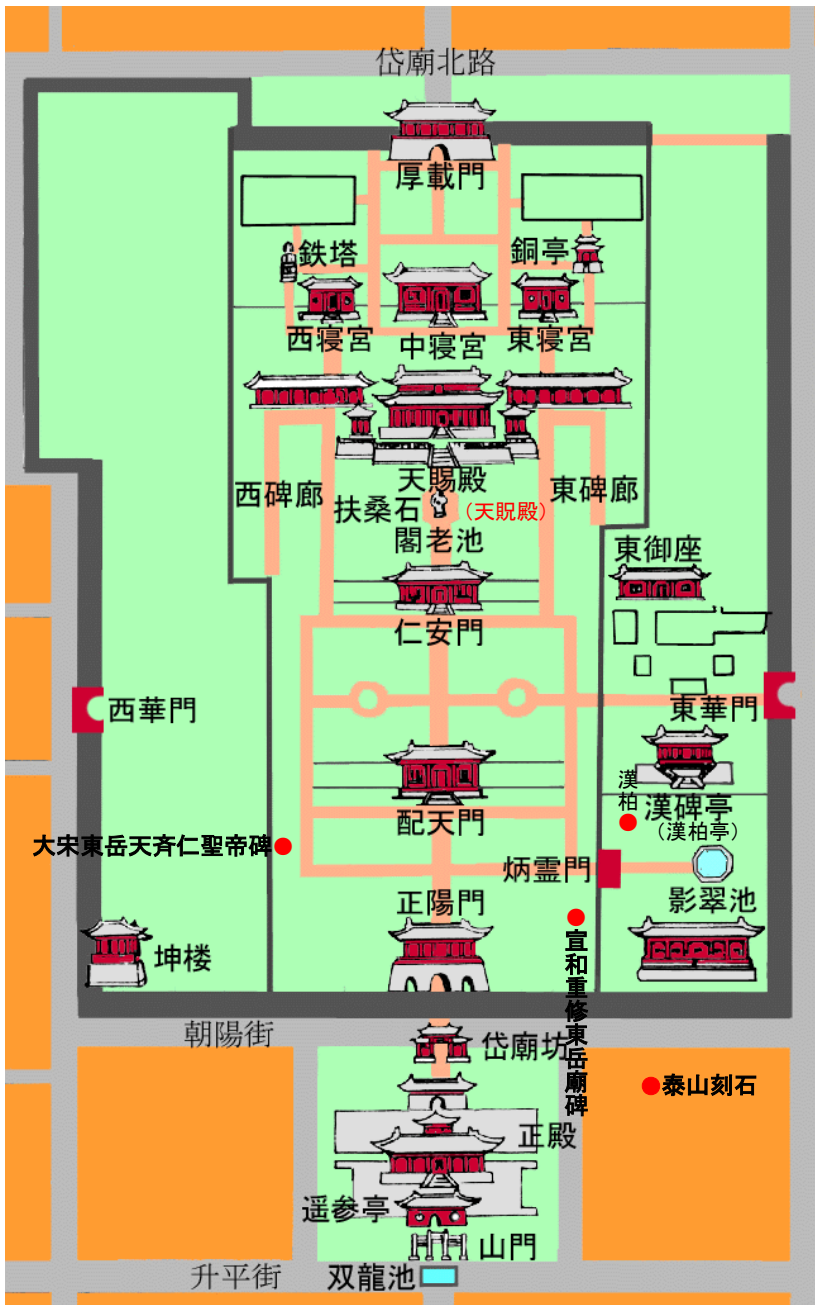 岱廟北路
厚載門
鉄塔
銅亭
西寝宮
中寝宮
東寝宮
天賜殿
西碑廊
東碑廊
扶桑石
(天貺殿)
閣老池
東御座
仁安門
西華門
東華門
漢柏
漢碑亭
(漢柏亭)
配天門
大宋東岳天斉仁聖帝碑
炳霊門
影翠池
正陽門
宣和重修東岳廟碑
坤楼
朝陽街
岱廟坊
泰山刻石
正殿
遥参亭
山門
升平街
双龍池